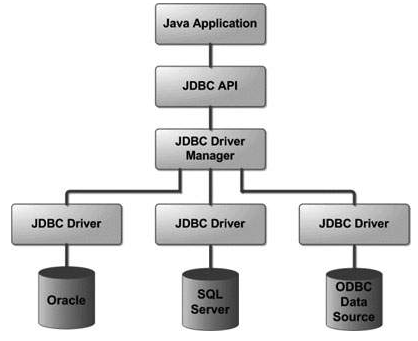 Java Application
JDBC API
JDBC Driver
Manager
JDBC Driver
JDBC Driver
JDBC Driver
Oracle
SQL
Server
ODBC
Data
Source